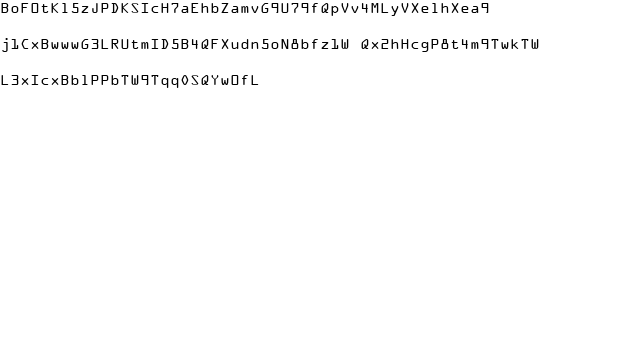 BoFOtKl5zJPDKSIcH7aEhbZamvG9U79fQpVv4MLyVXelhXea9
j1CxBwwwG3LRUtmID5B4QFXudn5oN8bfz1W Qx2hHcgP8t4m9TwkTW
L3xIcxBblPPbTW9Tqq0SQYwOfL